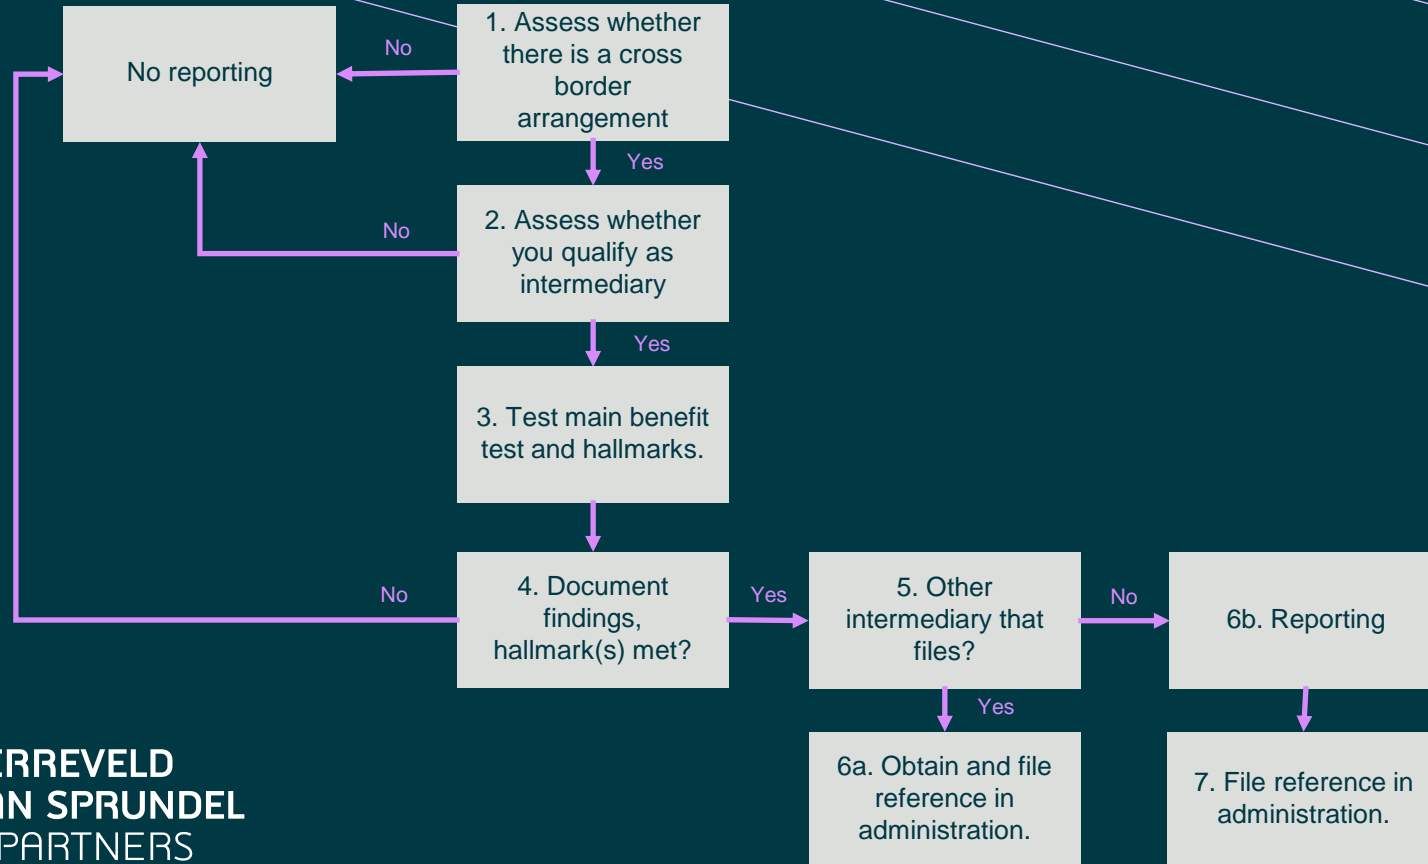 No reporting
No
1. Assess whether
there is a cross
border
arrangement
Yes
No
2. Assess whether
you qualify as
intermediary
Yes
3. Test main benefit
test and hallmarks.
No
4. Document
findings,
hallmark(s) met?
Yes
5. Other
intermediary that
files?
No
6b. Reporting
Yes
6a. Obtain and file
reference in
administration.
7. File reference in
administration.
ERREVELD
AN SPRUNDEL
PARTNERS